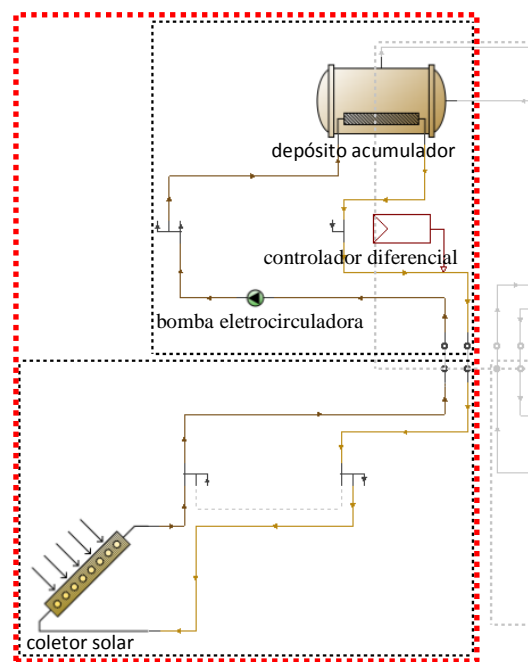 depósito acumulador
controlador diferencial
bomba eletrocirculadora
coletor solar